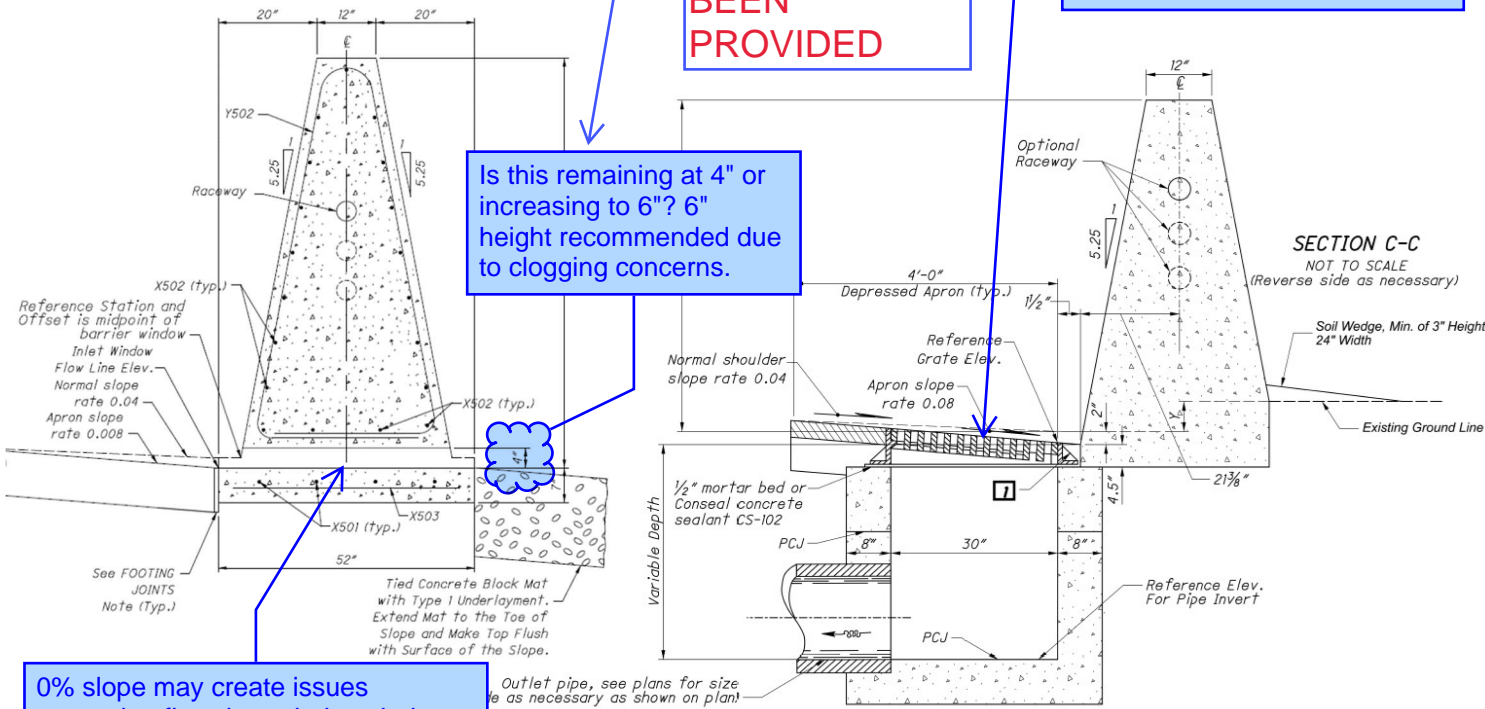 BEEN
PROVIDED
20"
12"
20"
℄
Y502
1
5.25
1
5.25
Raceway
Is this remaining at 4" or
increasing to 6"? 6"
height recommended due
to clogging concerns.
X502 (typ.)
Reference Station and
Offset is midpoint of
barrier window
Inlet Window
Flow Line Elev.
Normal slope
rate 0.04
Apron slope
rate 0.008
X502 (typ.)
4"
X501 (typ.)
X503
52"
See FOOTING
JOINTS
Note (Typ.)
Tied Concrete Block Mat
with Type 1 Underlayment.
Extend Mat to the Toe of
Slope and Make Top Flush
with Surface of the Slope.
0% slope may create issues
12"
℄
Optional
Raceway
1
5.25
SECTION C-C
NOT TO SCALE
(Reverse side as necessary)
4'-0"
Depressed Apron (typ.)
1½"
Soil Wedge, Min. of 3" Height
24" Width
Normal shoulder
slope rate 0.04
Reference
Grate Elev.
Apron slope
rate 0.08
2"
Y
Existing Ground Line
21⅜"
4.5"
½" mortar bed or
Conseal concrete
sealant CS-102
1
PCJ
8"
30"
8"
Variable Depth
Reference Elev.
For Pipe Invert
PCJ
Outlet pipe, see plans for size
de as necessary as shown on plan)